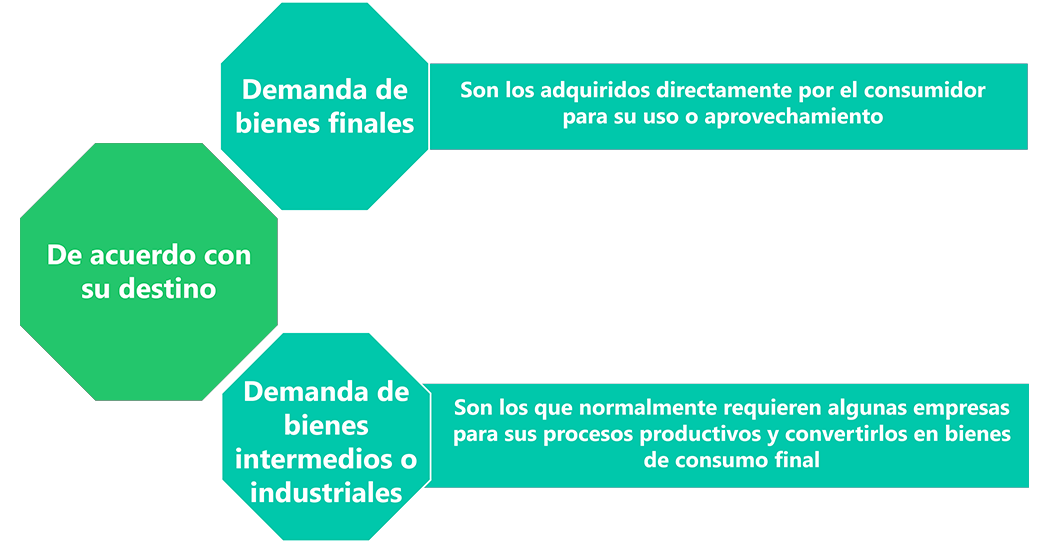 Demanda de
bienes finales
Son los adquiridos directamente por el consumidor
para su uso o aprovechamiento
De acuerdo con
su destino
Demanda de
bienes
intermedios o
industriales
Son los que normalmente requieren algunas empresas
para sus procesos productivos y convertirlos en bienes
de consumo final